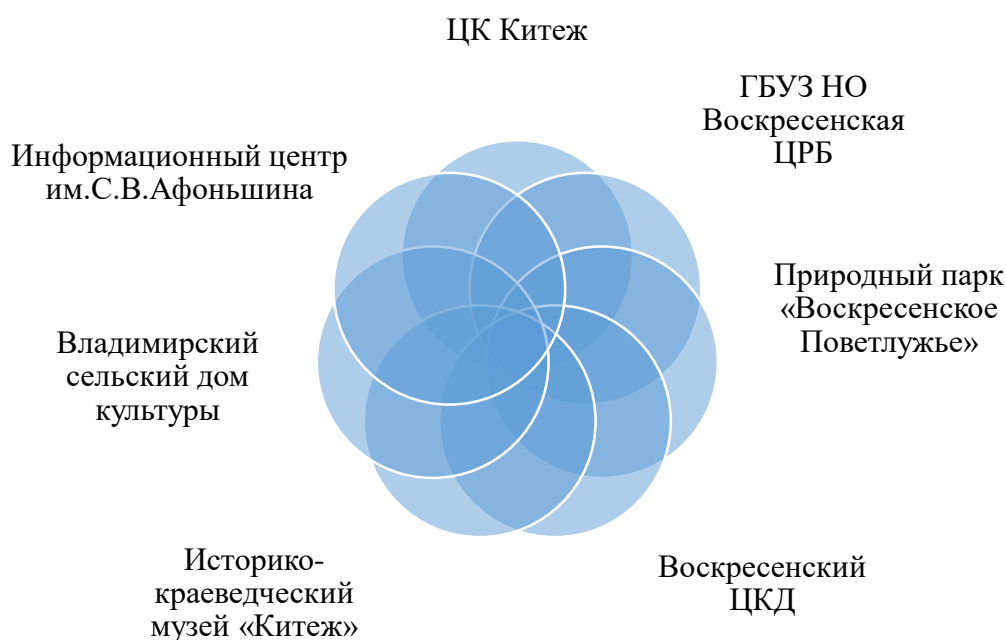 ЦК Китеж
ГБУЗ НО
Воскресенская
ЦРБ
Природный парк
«Воскресенское
Поветлужье»
Воскресенский
ЦКД
Историко-
краеведческий
музей «Китеж»
Владимирский
сельский дом
культуры
Информационный центр
им.С.В.Афоньшина